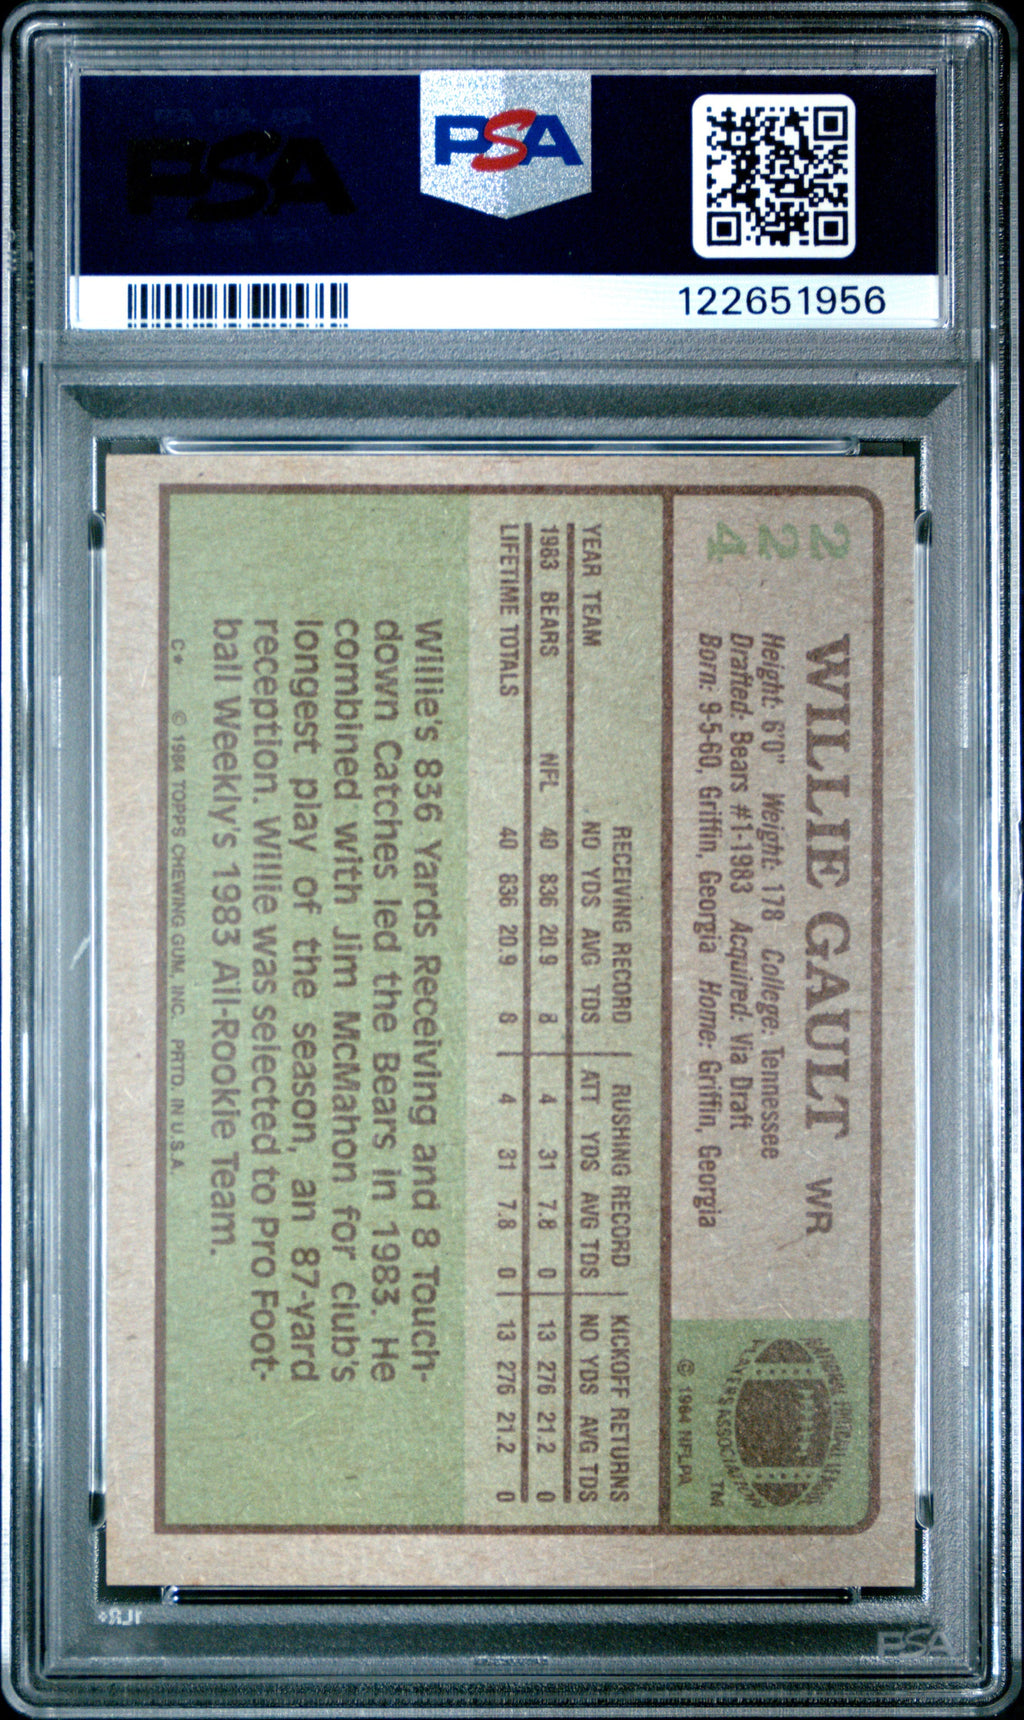 PSA
PSA
122651956
224
WILLIE GAULT WR
Height: 6'0" Weight: 178 College: Tennessee
Drafted: Bears #1-1983 Acquired: Via Draft
Born: 9-5-60, Griffin, Georgia Home: Griffin, Georgia
NATIONAL FOOTBALL LEAGUE
PLAYERS ASSOCIATION
TM
© 1984 NFLPA
RECEIVING RECORD | RUSHING RECORD | KICKOFF RETURNS
YEAR TEAM NO YDS AVG TDS | ATT YDS AVG TDS | NO YDS AVG TDS
1983 BEARS NFL 40 836 20.9 8 4 31 7.8 0 13 276 21.2 0
LIFETIME TOTALS 40 836 20.9 8 4 31 7.8 0 13 276 21.2 0
Willie's 836 Yards Receiving and 8 Touch-
down Catches led the Bears in 1983. He
combined with Jim McMahon for club's
longest play of the season, an 87-yard
reception. Willie was selected to Pro Foot-
ball Weekly's 1983 All-Rookie Team.
C* © 1984 TOPPS CHEWING GUM, INC. PRTD. IN U.S.A.
PSA